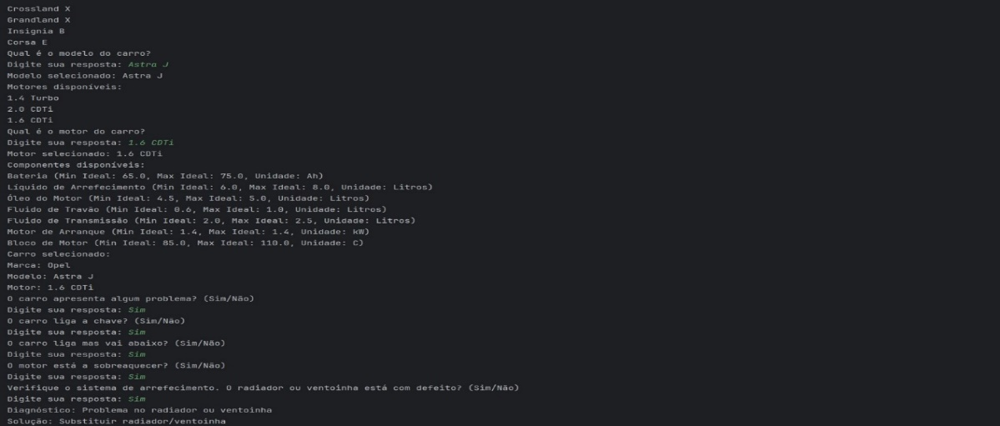 Crossland X
Grandland X
Insignia B
Corsa E
Qual é o modelo do carro?
Digite sua resposta: Astra J
Modelo selecionado: Astra J
Motores disponíveis:
1.4 Turbo
2.0 CDTi
1.6 CDTi
Qual é o motor do carro?
Digite sua resposta: 1.6 CDTi
Motor selecionado: 1.6 CDTi
Componentes disponíveis:
Bateria (Min Ideal: 65.0, Max Ideal: 75.0, Unidade: Ah)
Líquido de Arrefecimento (Min Ideal: 6.0, Max Ideal: 8.0, Unidade: Litros)
Óleo do Motor (Min Ideal: 4.5, Max Ideal: 5.0, Unidade: Litros)
Fluido de Travão (Min Ideal: 0.6, Max Ideal: 1.0, Unidade: Litros)
Fluido de Transmissão (Min Ideal: 2.0, Max Ideal: 2.5, Unidade: Litros)
Motor de Arranque (Min Ideal: 1.4, Max Ideal: 1.4, Unidade: kW)
Bloco de Motor (Min Ideal: 85.0, Max Ideal: 110.0, Unidade: C)
Carro selecionado:
Marca: Opel
Modelo: Astra J
Motor: 1.6 CDTi
O carro apresenta algum problema? (Sim/Não)
Digite sua resposta: Sim
O carro liga a chave? (Sim/Não)
Digite sua resposta: Sim
O carro liga mas vai abaixo? (Sim/Não)
Digite sua resposta: Sim
O motor está a sobreaquecer? (Sim/Não)
Digite sua resposta: Sim
Verifique o sistema de arrefecimento. O radiador ou ventoinha está com defeito? (Sim/Não)
Digite sua resposta: Sim
Diagnóstico: Problema no radiador ou ventoinha
Solução: Substituir radiador/ventoinha